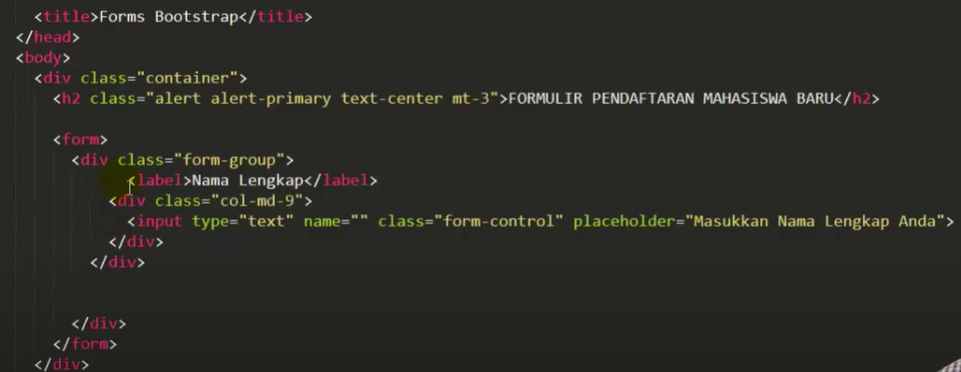 <title>Forms Bootstrap</title>
</head>
<body>
<div class="container">
<h2 class="alert alert-primary text-center mt-3">FORMULIR PENDAFTARAN MAHASISWA BARU</h2>
<form>
<div class="form-group">
<label>Nama Lengkap</label>
<div class="col-md-9">
<input type="text" name="" class="form-control" placeholder="Masukkan Nama Lengkap Anda">
</div>
</div>
</div>
</form>
</div>